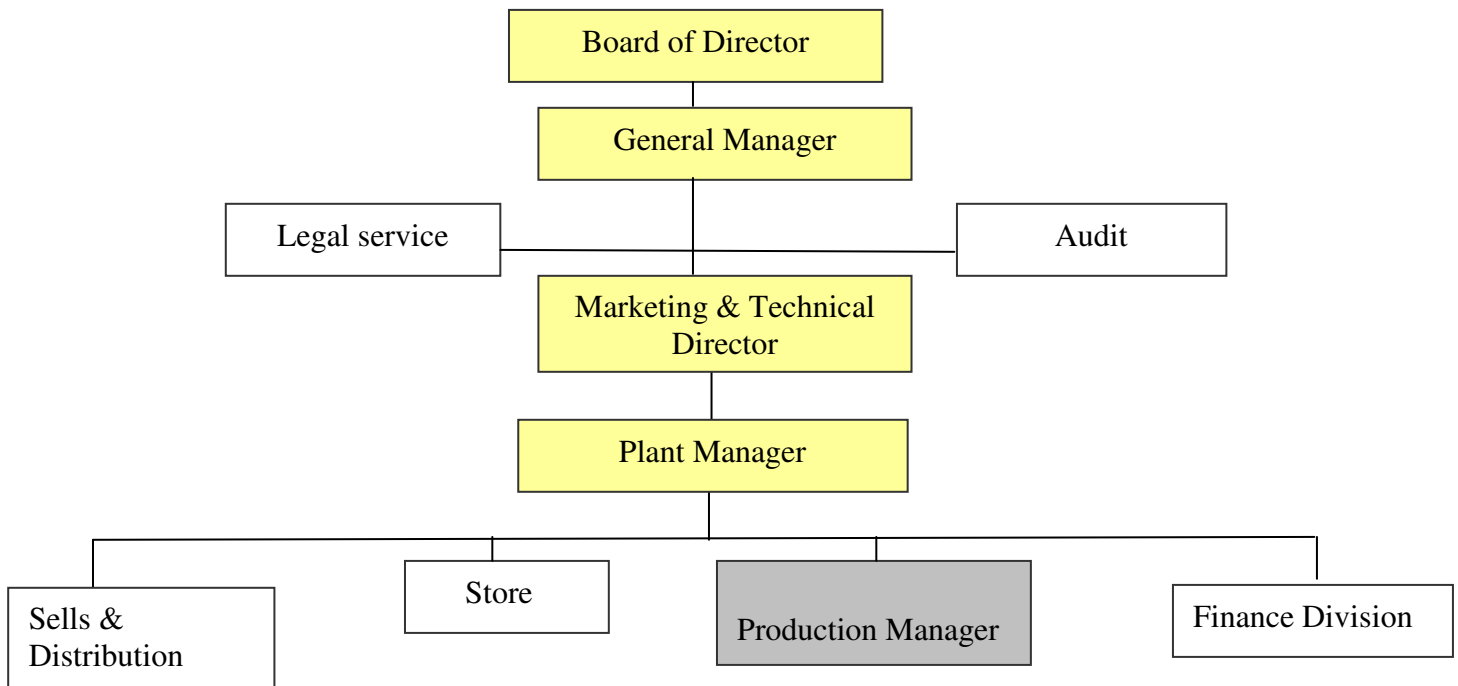 Board of Director
General Manager
Legal service
Audit
Marketing & Technical
Director
Plant Manager
Sells &
Distribution
Store
Production Manager
Finance Division